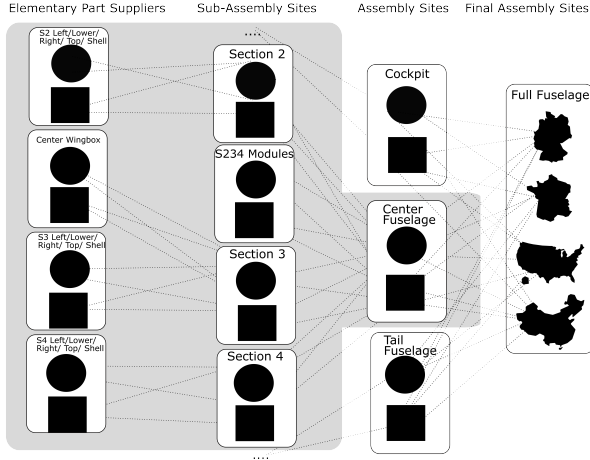 Elementary Part Suppliers
Sub-Assembly Sites
Assembly Sites
Final Assembly Sites
S2 Left/Lower/
Right/ Top/ Shell
Center Wingbox
S3 Left/Lower/
Right/ Top/ Shell
S4 Left/Lower/
Right/ Top/ Shell
....
Section 2
S234 Modules
Section 3
Section 4
....
Cockpit
Center
Fuselage
Tail
Fuselage
Full Fuselage